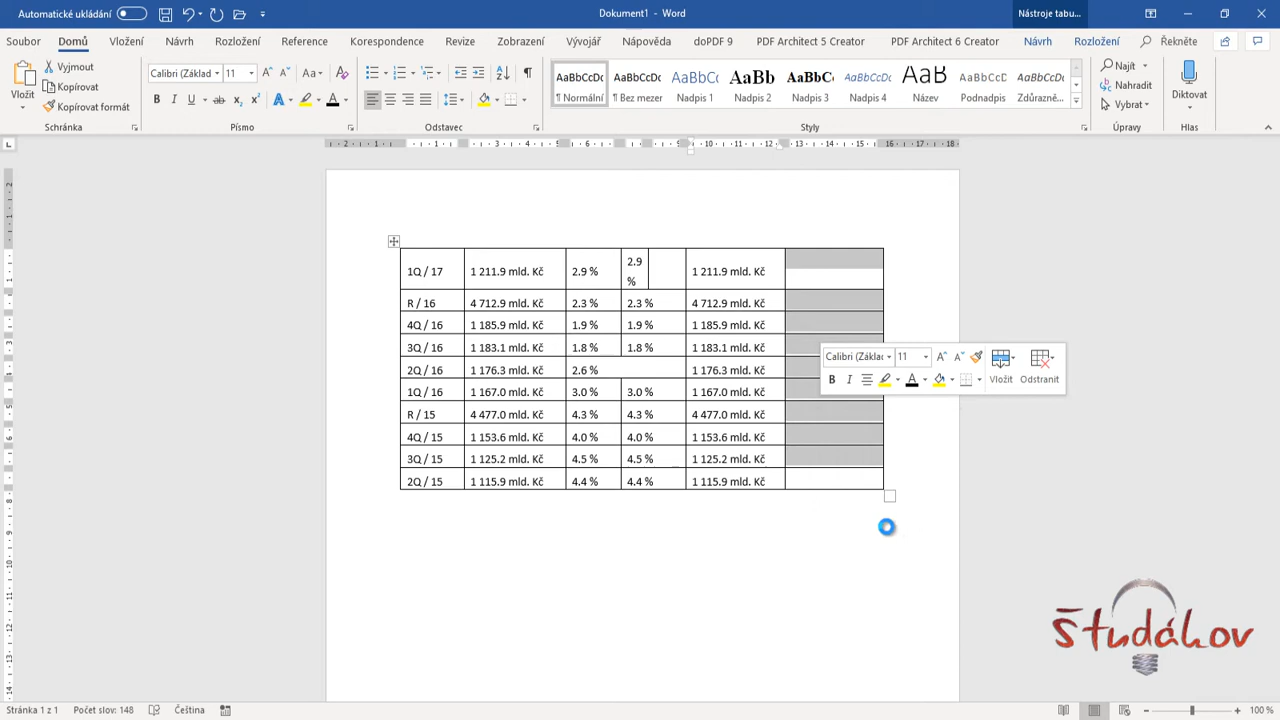 Automatické ukládání
Dokument1 - Word
Nástroje tabu...
Soubor Domů Vložení Návrh Rozložení Reference Korespondence Revize Zobrazení Vývojář Nápověda doPDF 9 PDF Architect 5 Creator PDF Architect 6 Creator Návrh Rozložení Řekněte
Vložit
Vyjmout
Kopírovat
Kopírovat formát
Schránka
Calibri (Základ 11
Písmo
Odstavec
AaBbCcDc AaBbCcDc AaBbCc AaBb AaBbC AaBbCcDc AaB AaBbCcD AaBbCcDc
¶ Normální ¶ Bez mezer Nadpis 1 Nadpis 2 Nadpis 3 Nadpis 4 Název Podnadpis Zdůrazně...
Styly
Najít
Nahradit
Vybrat
Úpravy
Diktovat
Hlas
1Q / 17 1 211.9 mld. Kč 2.9 % 2.9 % 1 211.9 mld. Kč
R / 16 4 712.9 mld. Kč 2.3 % 2.3 % 4 712.9 mld. Kč
4Q / 16 1 185.9 mld. Kč 1.9 % 1.9 % 1 185.9 mld. Kč
3Q / 16 1 183.1 mld. Kč 1.8 % 1.8 % 1 183.1 mld. Kč
2Q / 16 1 176.3 mld. Kč 2.6 % 1 176.3 mld. Kč
1Q / 16 1 167.0 mld. Kč 3.0 % 3.0 % 1 167.0 mld. Kč
R / 15 4 477.0 mld. Kč 4.3 % 4.3 % 4 477.0 mld. Kč
4Q / 15 1 153.6 mld. Kč 4.0 % 4.0 % 1 153.6 mld. Kč
3Q / 15 1 125.2 mld. Kč 4.5 % 4.5 % 1 125.2 mld. Kč
2Q / 15 1 115.9 mld. Kč 4.4 % 4.4 % 1 115.9 mld. Kč
Calibri (Základ 11
Vložit Odstranit
Študákov
Stránka 1 z 1 Počet slov: 148 Čeština 100 %